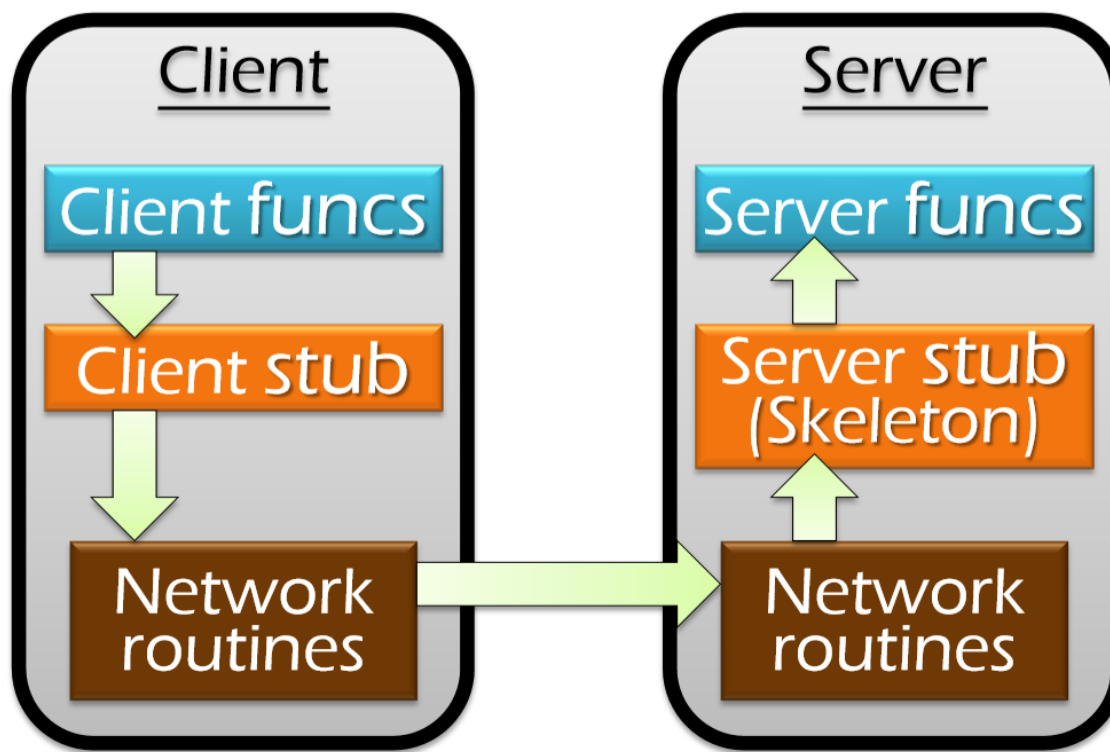 Client
Client funcs
Client stub
Network
routines
Server
Server funcs
Server stub
(Skeleton)
Network
routines